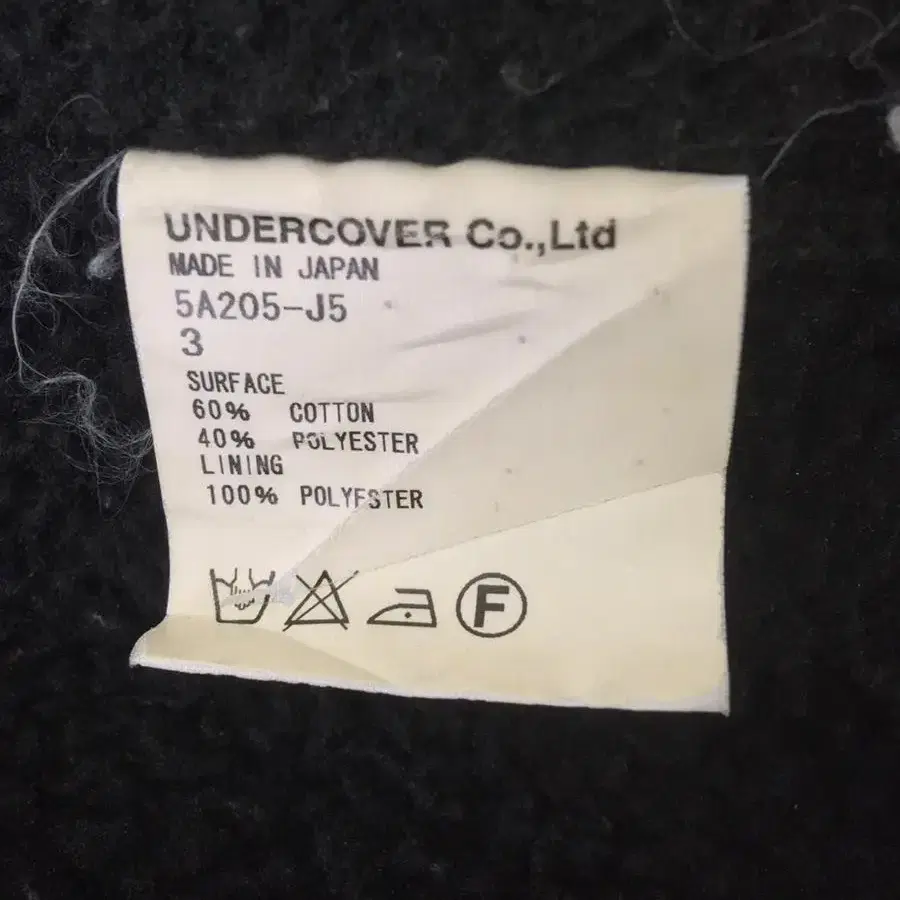 UNDERCOVER Co.,Ltd
MADE IN JAPAN
5A205-J5
3
SURFACE
60% COTTON
40% POLYESTER
LINING
100% POLYESTER
F